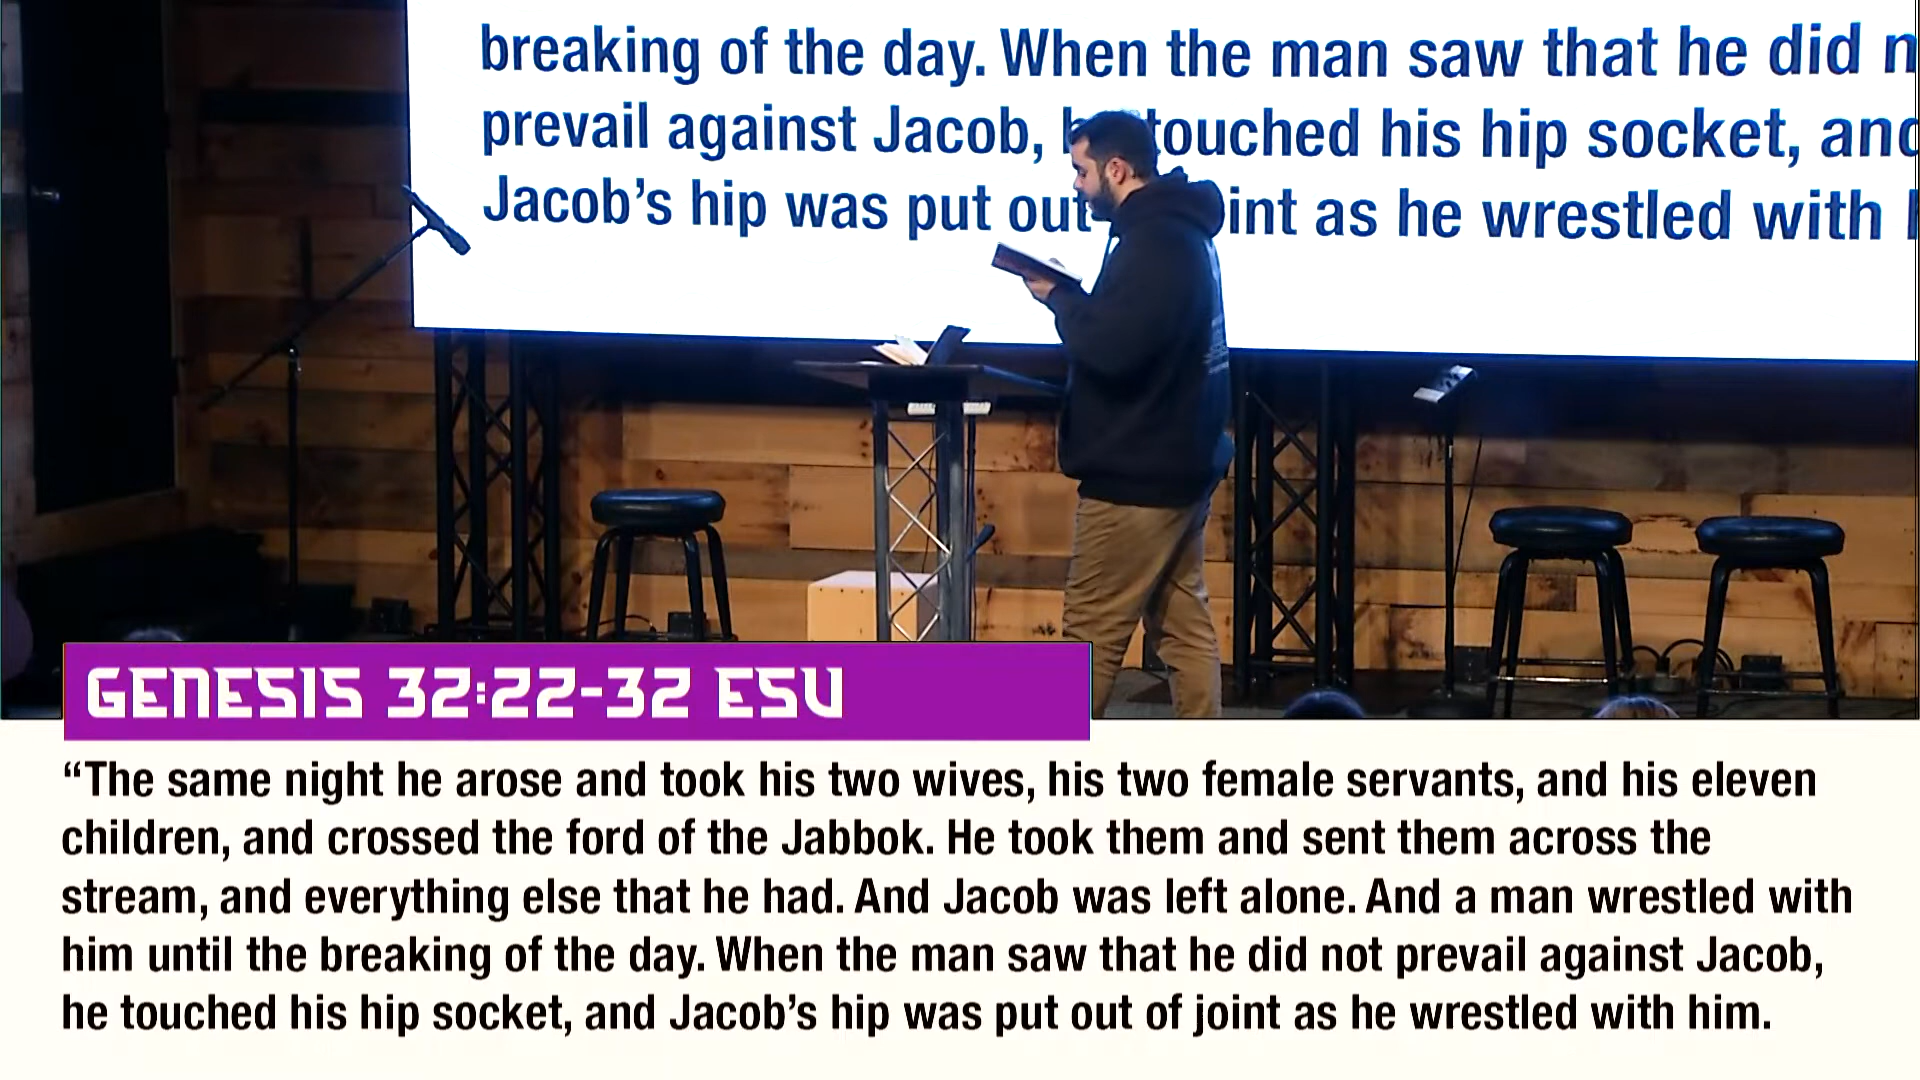 breaking of the day. When the man saw that he did
prevail against Jacob, touched his hip socket, and
Jacob’s hip was put out as he wrestled with
GENESIS 32:22-32 ESV
“The same night he arose and took his two wives, his two female servants, and his eleven
children, and crossed the ford of the Jabbok. He took them and sent them across the
stream, and everything else that he had. And Jacob was left alone. And a man wrestled with
him until the breaking of the day. When the man saw that he did not prevail against Jacob,
he touched his hip socket, and Jacob’s hip was put out of joint as he wrestled with him.